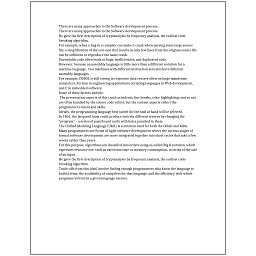 There are many approaches to the Software development process.
There are many approaches to the Software development process.
He gave the first description of cryptanalysis by frequency analysis, the earliest code
breaking algorithm.
For example, when a bug in a compiler can make it crash when parsing some large source
file, a simplification of the test case that results in only few lines from the original source file
can be sufficient to reproduce the same crash.
Unreadable code often leads to bugs, inefficiencies, and duplicated code.
However, because an assembly language is little more than a different notation for a
machine language, two machines with different instruction sets also have different
assembly languages.
For example, COBOL is still strong in corporate data centers often on large mainframe
computers, Fortran in engineering applications, scripting languages in Web development,
and C in embedded software.
Some of these factors include:
The presentation aspects of this (such as indents, line breaks, color highlighting, and so on)
are often handled by the source code editor, but the content aspects reflect the
programmer's talent and skills.
Ideally, the programming language best suited for the task at hand will be selected.
In 1801, the Jacquard loom could produce entirely different weaves by changing the
"program" - a series of pasteboard cards with holes punched in them.
The Unified Modeling Language (UML) is a notation used for both the OOAD and MDA.
Many programmers use forms of Agile software development where the various stages of
formal software development are more integrated together into short cycles that take a few
weeks rather than years.
For this purpose, algorithms are classified into orders using so-called Big O notation, which
expresses resource use, such as execution time or memory consumption, in terms of the size
of an input.
He gave the first description of cryptanalysis by frequency analysis, the earliest code
breaking algorithm.
Trade-offs from this ideal involve finding enough programmers who know the language to
build a team, the availability of compilers for that language, and the efficiency with which
programs written in a given language execute.